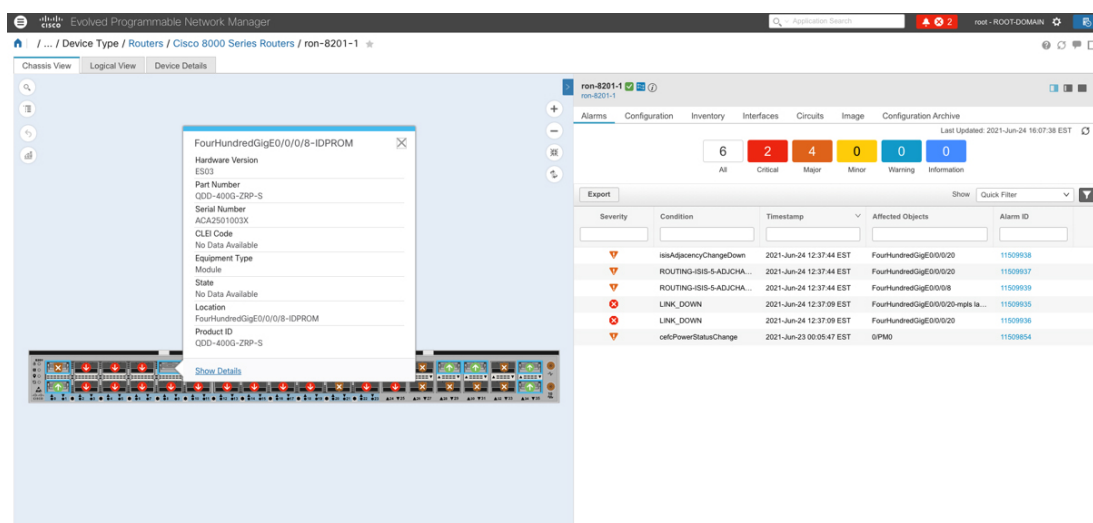 cisco Evolved Programmable Network Manager
Application Search
2
root - ROOT-DOMAIN
/ ... / Device Type / Routers / Cisco 8000 Series Routers / ron-8201-1
Chassis View Logical View Device Details
FourHundredGigE0/0/0/8-IDPROM
Hardware Version
ES03
Part Number
QDD-400G-ZRP-S
Serial Number
ACA2501003X
CLEI Code
No Data Available
Equipment Type
Module
State
No Data Available
Location
FourHundredGigE0/0/0/8-IDPROM
Product ID
QDD-400G-ZRP-S
Show Details
ron-8201-1
ron-8201-1
Alarms Configuration Inventory Interfaces Circuits Image Configuration Archive
Last Updated: 2021-Jun-24 16:07:38 EST
6 2 4 0 0 0
All Critical Major Minor Warning Information
Export Show Quick Filter
Severity Condition Timestamp Affected Objects Alarm ID
isisAdjacencyChangeDown 2021-Jun-24 12:37:44 EST FourHundredGigE0/0/0/20 11509938
ROUTING-ISIS-5-ADJCHA... 2021-Jun-24 12:37:44 EST FourHundredGigE0/0/0/20 11509937
ROUTING-ISIS-5-ADJCHA... 2021-Jun-24 12:37:44 EST FourHundredGigE0/0/0/8 11509939
LINK_DOWN 2021-Jun-24 12:37:09 EST FourHundredGigE0/0/0/20-mpls la... 11509935
LINK_DOWN 2021-Jun-24 12:37:09 EST FourHundredGigE0/0/0/20 11509936
cefcPowerStatusChange 2021-Jun-23 00:05:47 EST 0/PM0 11509854